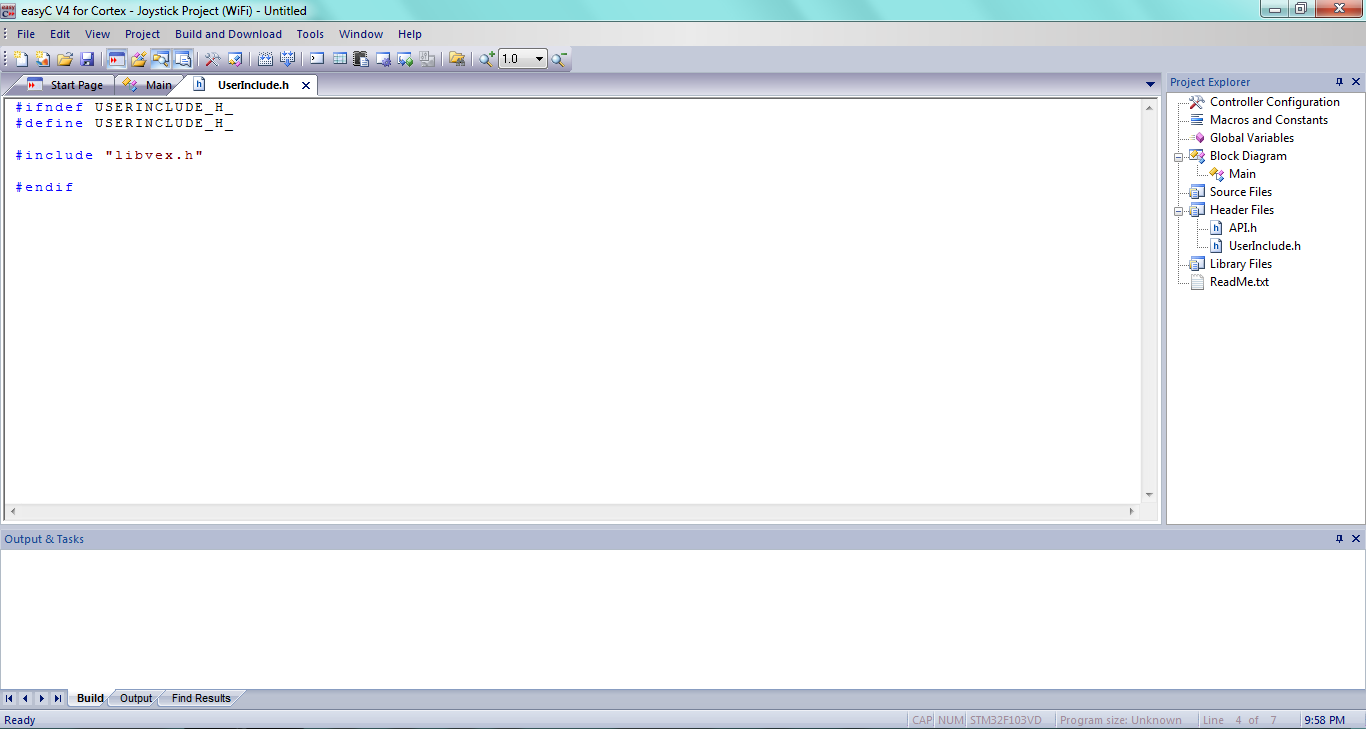 easyC V4 for Cortex - Joystick Project (WiFi) - Untitled
File Edit View Project Build and Download Tools Window Help
1.0
Start Page Main UserInclude.h
#ifndef USERINCLUDE_H_
#define USERINCLUDE_H_
#include "libvex.h"
#endif
Project Explorer
Controller Configuration
Macros and Constants
Global Variables
Block Diagram
Main
Source Files
Header Files
API.h
UserInclude.h
Library Files
ReadMe.txt
Output & Tasks
Build Output Find Results
Ready CAP NUM STM32F103VD Program size: Unknown Line 4 of 7 9:58 PM